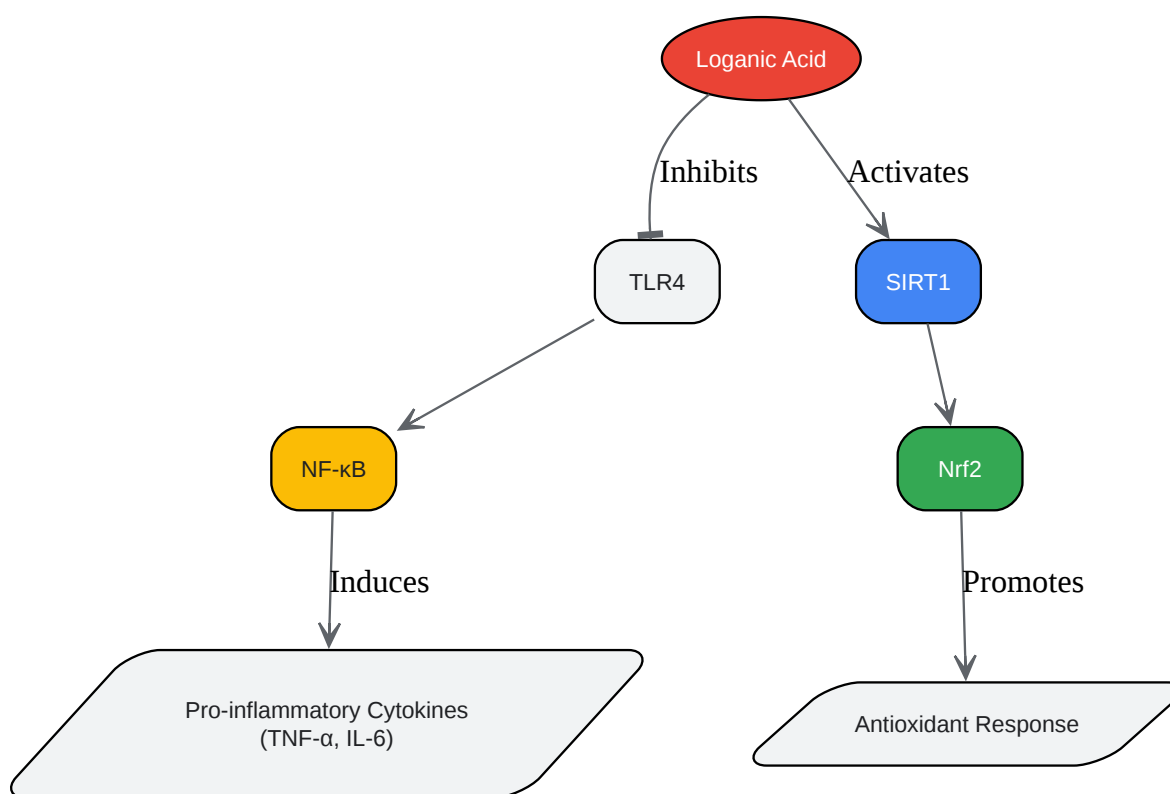 Loganic Acid
Inhibits
Activates
TLR4
SIRT1
NF-κB
Nrf2
Induces
Promotes
Pro-inflammatory Cytokines
(TNF-α, IL-6)
Antioxidant Response